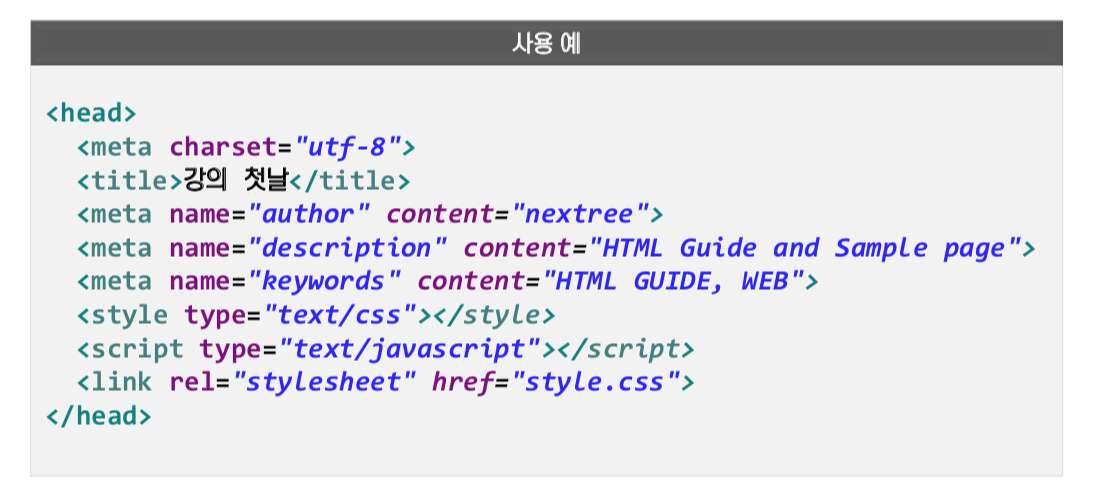 사용 예
<head>
<meta charset="utf-8">
<title>강의 첫날</title>
<meta name="author" content="nextree">
<meta name="description" content="HTML Guide and Sample page">
<meta name="keywords" content="HTML GUIDE, WEB">
<style type="text/css"></style>
<script type="text/javascript"></script>
<link rel="stylesheet" href="style.css">
</head>